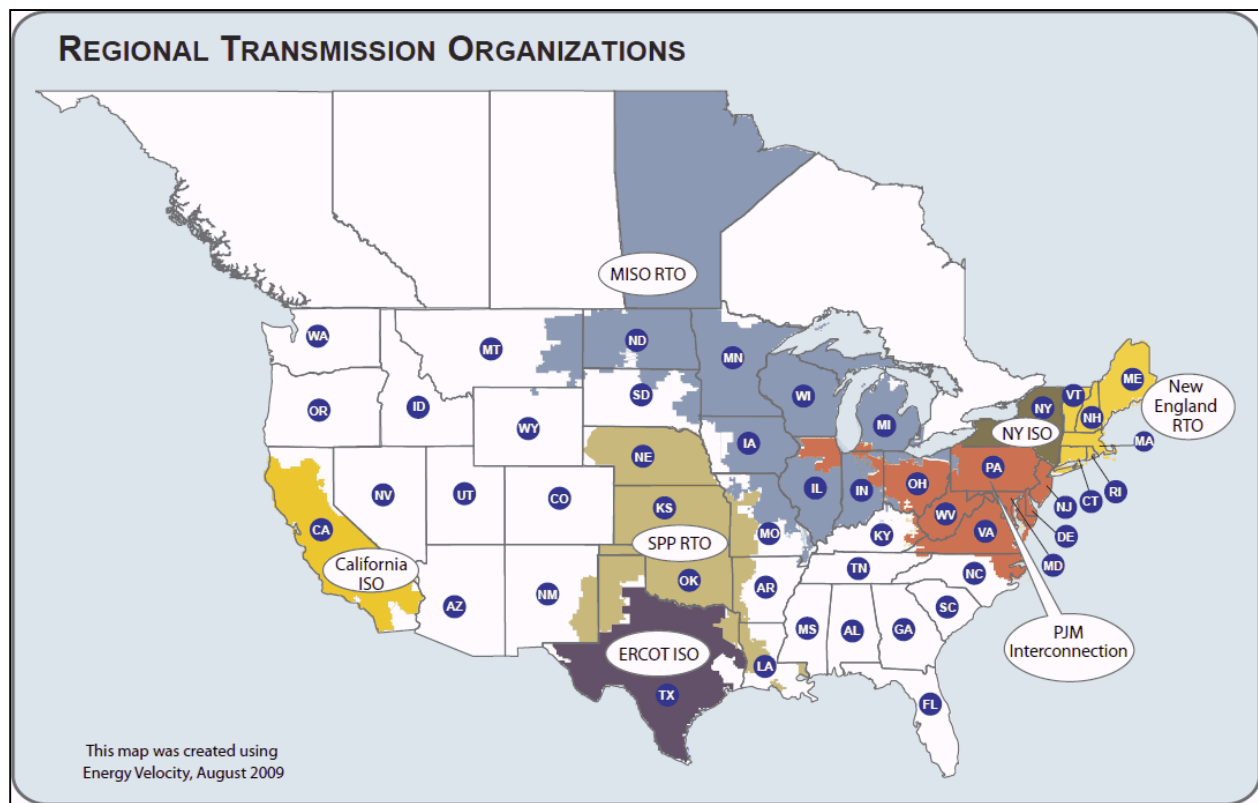 REGIONAL TRANSMISSION ORGANIZATIONS
MISO RTO
WA
MT
ND
MN
ME
VT
OR
ID
SD
WI
NY
NH
New
England
RTO
WY
MI
NY ISO
MA
IA
NE
PA
NV
UT
CO
IL
IN
OH
RI
CT
NJ
CA
KS
MO
WV
VA
KY
DE
California
ISO
SPP RTO
MD
AZ
NM
OK
AR
TN
NC
MS
AL
GA
SC
PJM
Interconnection
ERCOT ISO
LA
TX
FL
This map was created using
Energy Velocity, August 2009